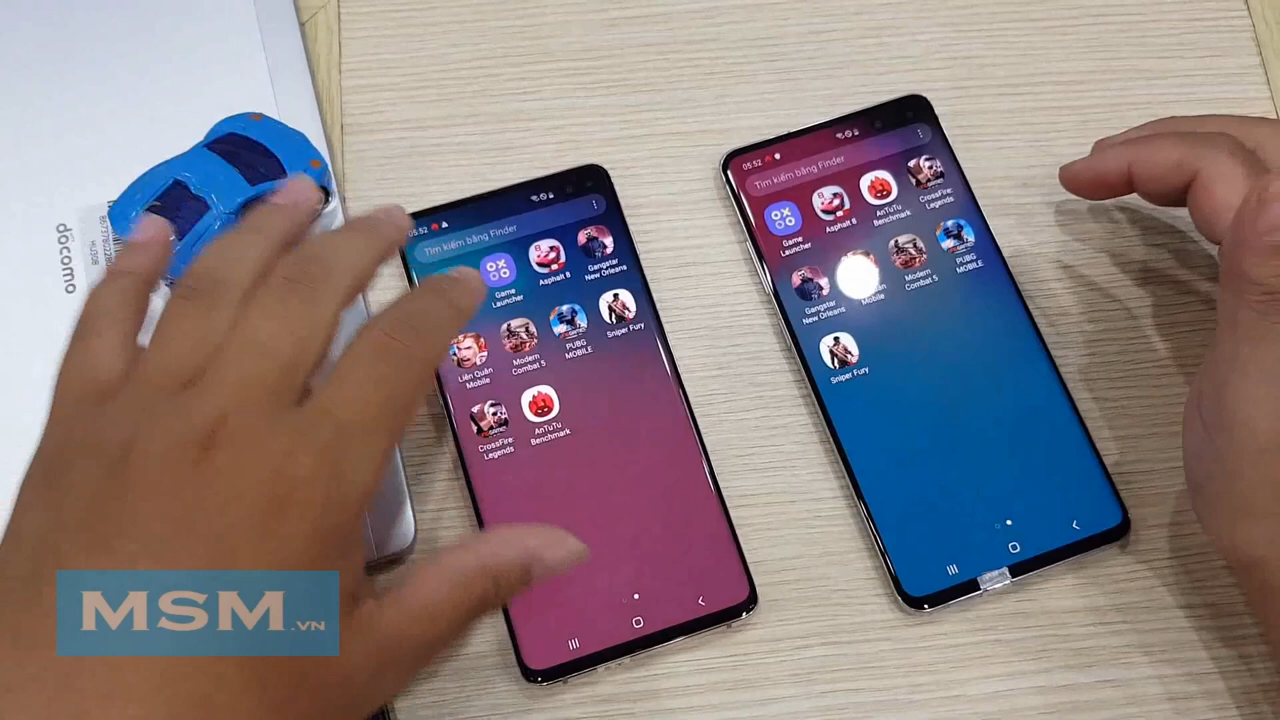 docomo
HU308
05:52
Tìm kiếm bằng Finder
Game
Launcher
Asphalt 8
Gangstar
New Orleans
Liên Quân
Mobile
Modern
Combat 5
PUBG
MOBILE
Sniper Fury
CrossFire:
Legends
AnTuTu
Benchmark
05:52
Tìm kiếm bằng Finder
Game
Launcher
Asphalt 8
AnTuTu
Benchmark
CrossFire:
Legends
Gangstar
New Orleans
Mobile
Modern
Combat 5
PUBG
MOBILE
Sniper Fury
MSM.VN